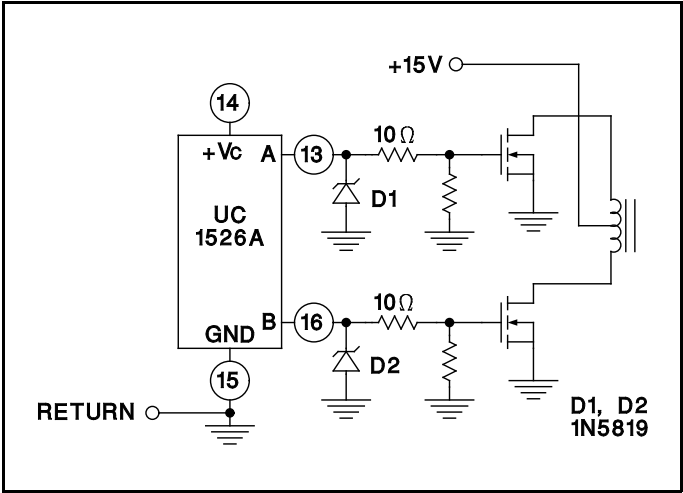 +15V
14
10Ω
+VC
A
13
D1
UC
1526A
10Ω
B
16
GND
D2
15
RETURN
D1, D2
1N5819